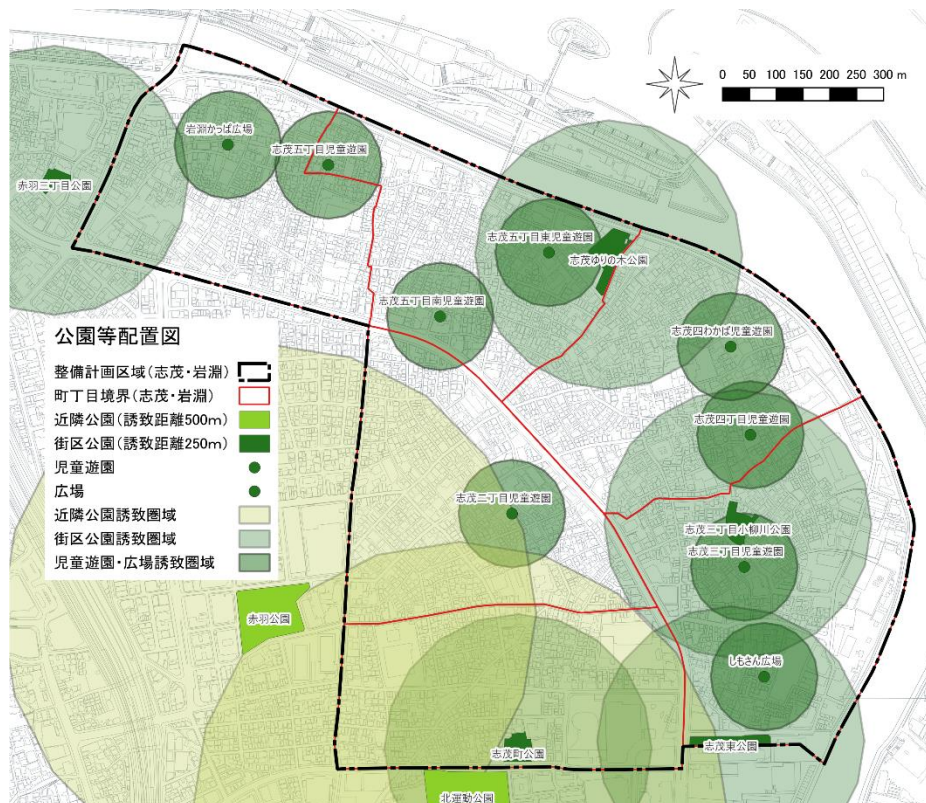 0 50 100 150 200 250 300 m
岩淵かっぱ広場
志茂五丁目児童遊園
赤羽三丁目公園
志茂五丁目東児童遊園
志茂ゆりの木公園
志茂五丁目南児童遊園
志茂四わかば児童遊園
公園等配置図
整備計画区域(志茂・岩淵)
町丁目境界(志茂・岩淵)
近隣公園(誘致距離500m)
街区公園(誘致距離250m)
児童遊園
広場
近隣公園誘致圏域
街区公園誘致圏域
児童遊園・広場誘致圏域
志茂四丁目児童遊園
志茂二丁目児童遊園
志茂三丁目小柳川公園
志茂三丁目児童遊園
赤羽公園
しもさん広場
志茂町公園
志茂東公園
北運動公園